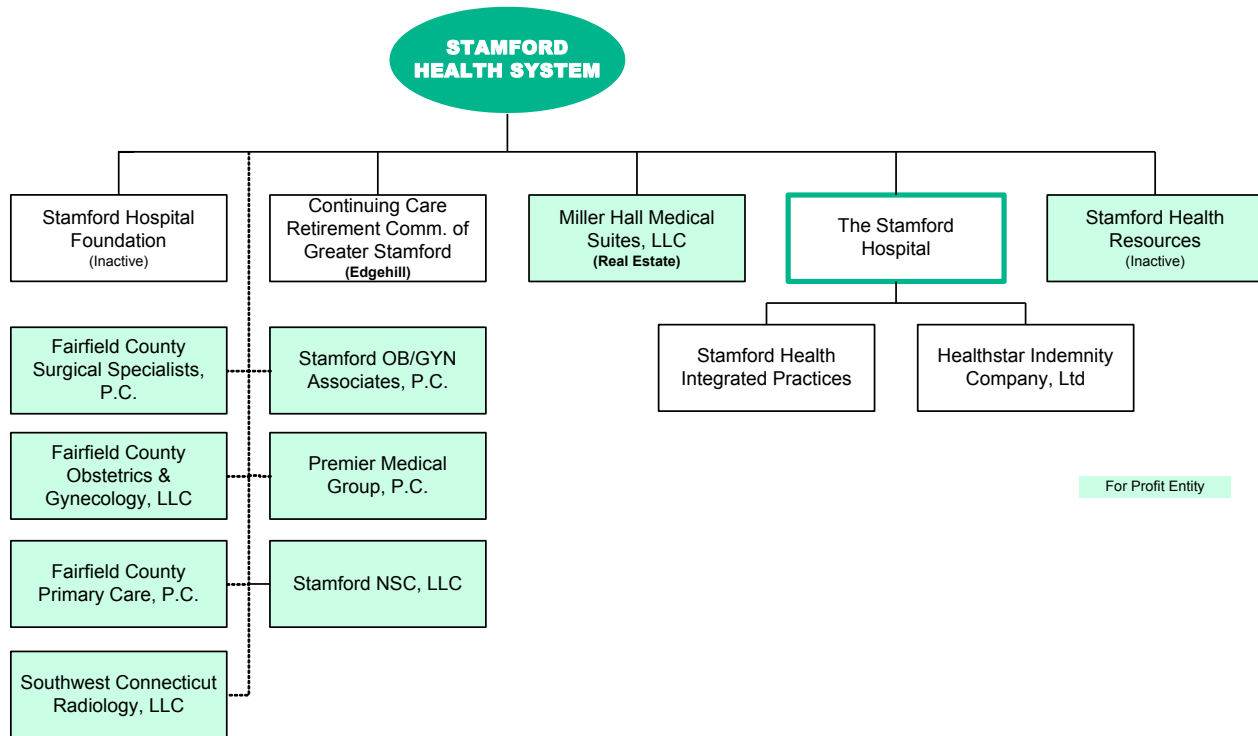 STAMFORD
HEALTH SYSTEM
Stamford Hospital
Foundation
(Inactive)
Continuing Care
Retirement Comm. of
Greater Stamford
(Edgehill)
Miller Hall Medical
Suites, LLC
(Real Estate)
The Stamford
Hospital
Stamford Health
Resources
(Inactive)
Fairfield County
Surgical Specialists,
P.C.
Stamford OB/GYN
Associates, P.C.
Stamford Health
Integrated Practices
Healthstar Indemnity
Company, Ltd
Fairfield County
Obstetrics &
Gynecology, LLC
Premier Medical
Group, P.C.
For Profit Entity
Fairfield County
Primary Care, P.C.
Stamford NSC, LLC
Southwest Connecticut
Radiology, LLC